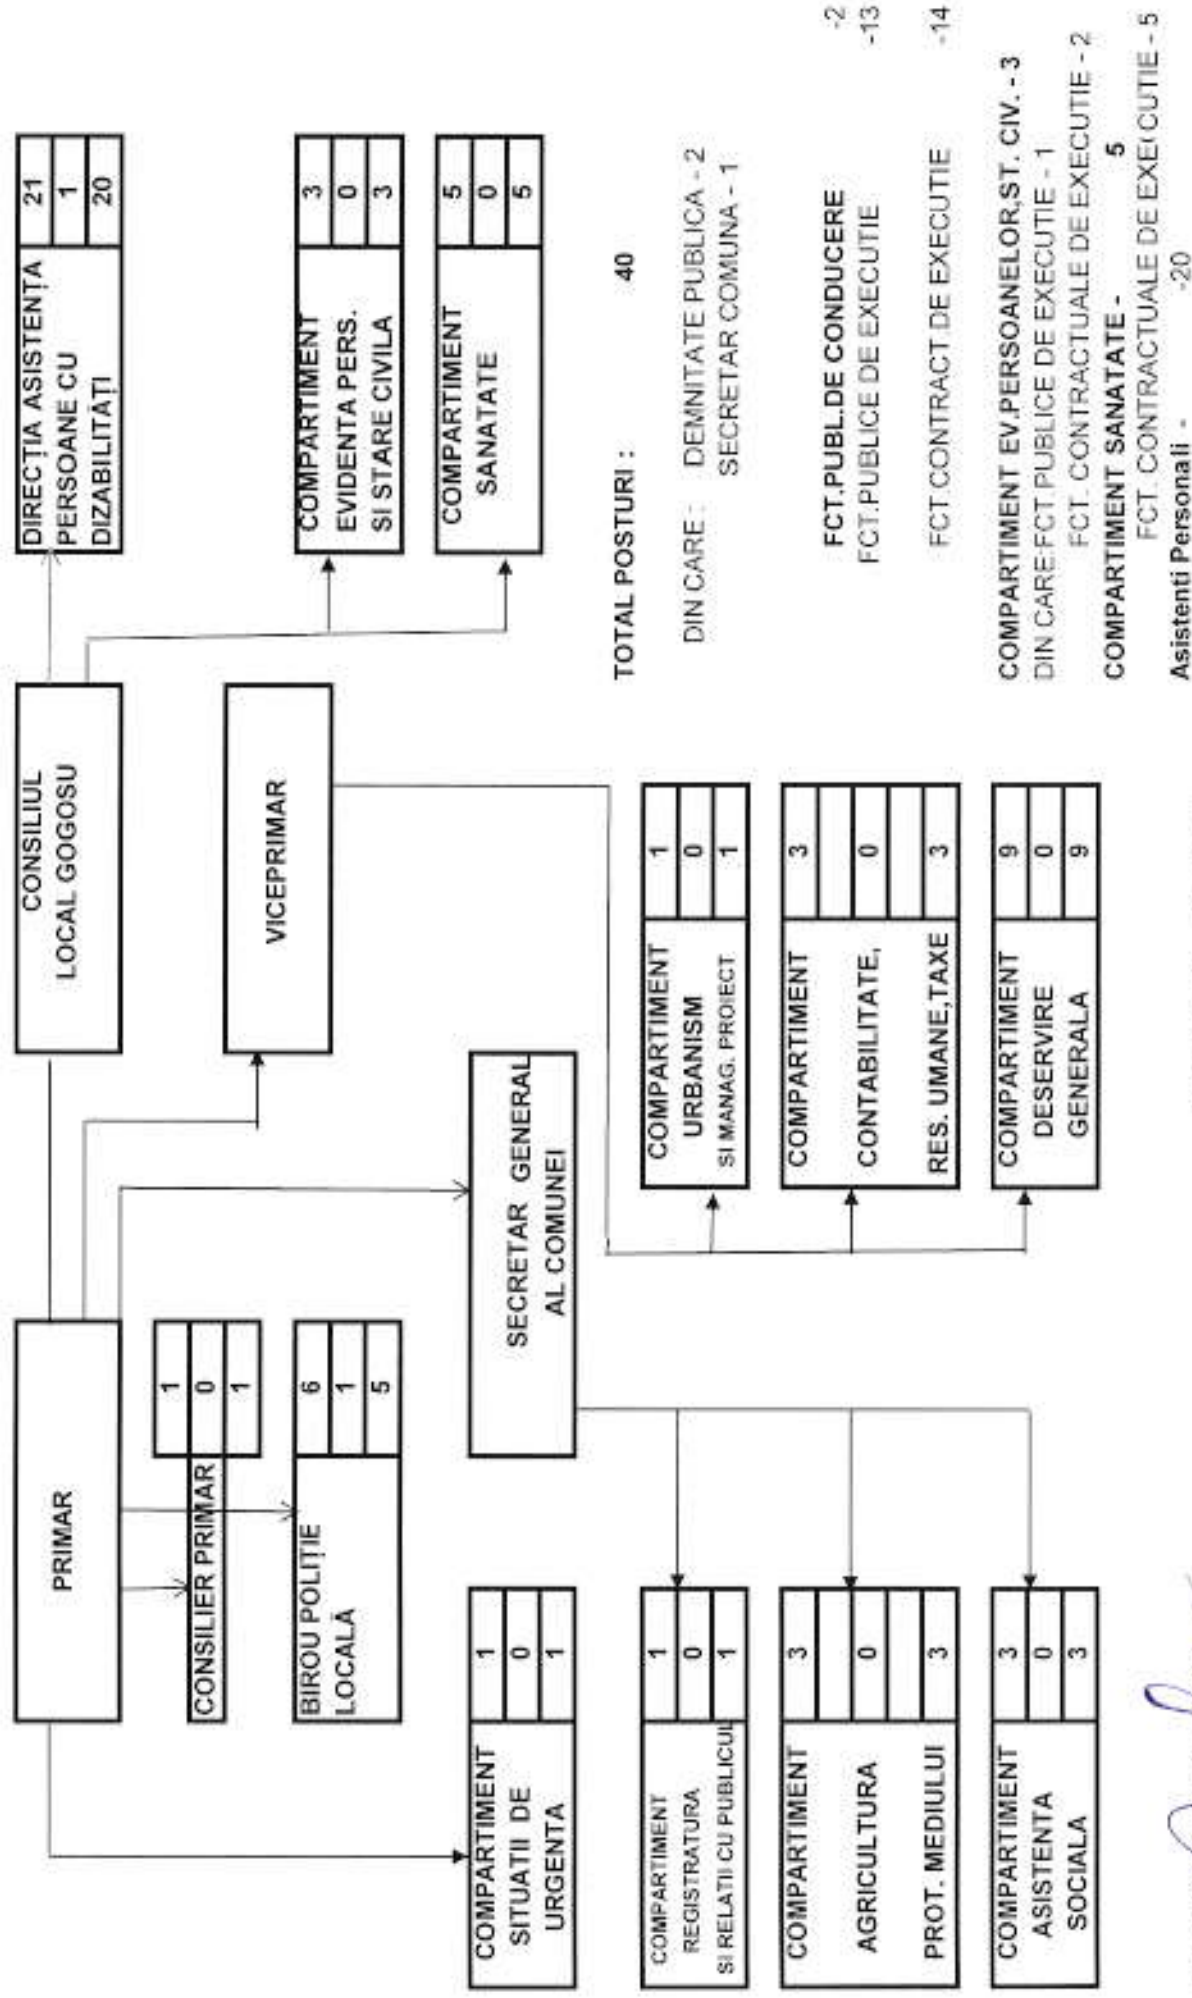 PRIMAR
CONSILIUL
LOCAL GOGOSU
DIRECȚIA ASISTENȚA
PERSOANE CU
DIZABILITĂȚI
21
1
20
CONSILIER PRIMAR
1
0
1
VICEPRIMAR
BIROU POLIȚIE
LOCALĂ
6
1
5
COMPARTIMENT
EVIDENTA PERS.
SI STARE CIVILA
3
0
3
COMPARTIMENT
SANATATE
5
0
5
COMPARTIMENT
SITUATII DE
URGENTA
1
0
1
SECRETAR GENERAL
AL COMUNEI
COMPARTIMENT
REGISTRATURA
SI RELATII CU PUBLICUL
1
0
1
COMPARTIMENT
AGRICULTURA
PROT. MEDIULUI
3
0
3
COMPARTIMENT
ASISTENTA
SOCIALA
3
0
3
COMPARTIMENT
URBANISM
SI MANAG. PROIECT
1
0
1
COMPARTIMENT
CONTABILITATE,
RES. UMANE,TAXE
3
0
3
COMPARTIMENT
DESERVIRE
GENERALA
9
0
9
TOTAL POSTURI : 40
DIN CARE : DEMNITATE PUBLICA - 2
SECRETAR COMUNA - 1
FCT.PUBL.DE CONDUCERE -2
FCT.PUBLICE DE EXECUTIE -13
FCT.CONTRACT.DE EXECUTIE -14
COMPARTIMENT EV.PERSOANELOR,ST. CIV. - 3
DIN CARE:FCT.PUBLICE DE EXECUTIE - 1
FCT. CONTRACTUALE DE EXECUTIE - 2
COMPARTIMENT SANATATE - 5
FCT. CONTRACTUALE DE EXECUTIE - 5
Asistenti Personali - -20